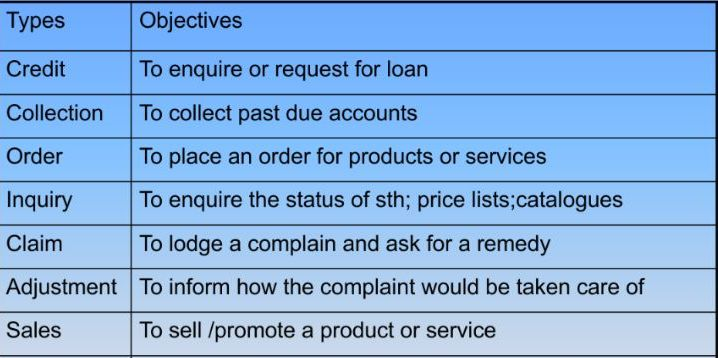 Types Objectives
Credit To enquire or request for loan
Collection To collect past due accounts
Order To place an order for products or services
Inquiry To enquire the status of sth; price lists;catalogues
Claim To lodge a complain and ask for a remedy
Adjustment To inform how the complaint would be taken care of
Sales To sell /promote a product or service